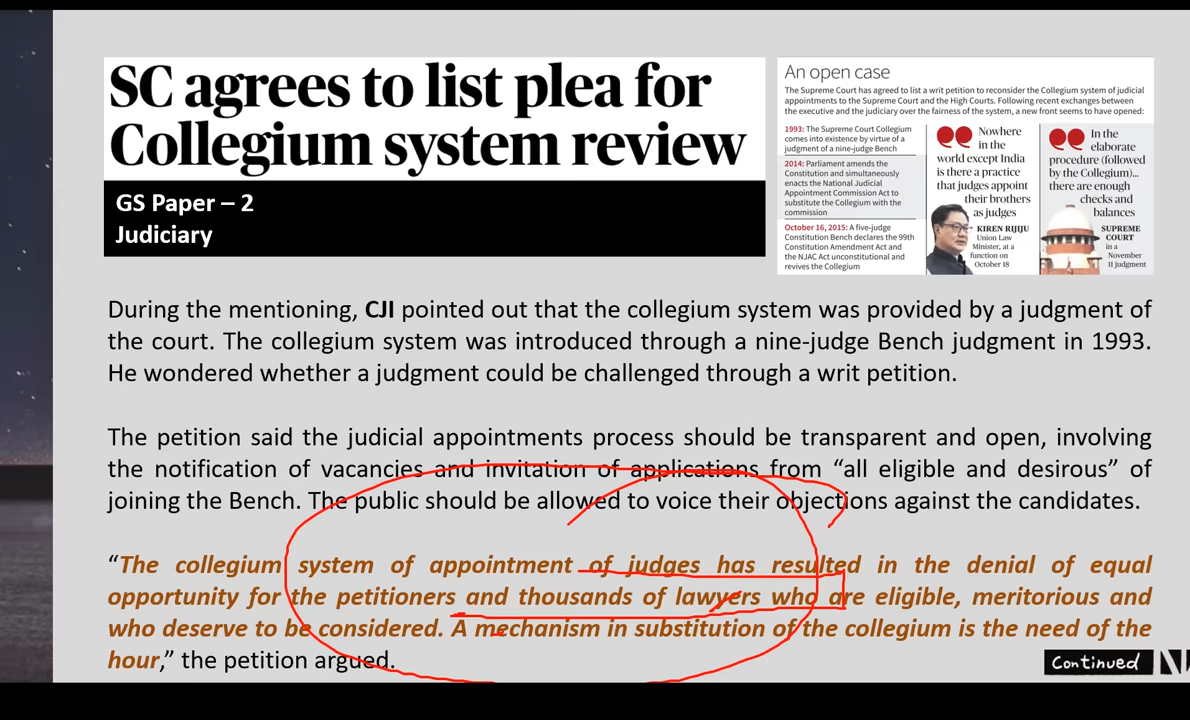 SC agrees to list plea for
Collegium system review
GS Paper – 2
Judiciary
An open case
The Supreme Court has agreed to list a writ petition to reconsider the Collegium system of judicial
appointments to the Supreme Court and the High Courts. Following recent exchanges between
the executive and the judiciary over the fairness of the system, a new front seems to have opened:
1993: The Supreme Court Collegium
comes into existence by virtue of a
judgment of a nine-judge Bench
2014: Parliament amends the
Constitution and simultaneously
enacts the National Judicial
Appointment Commission Act to
substitute the Collegium with the
commission
October 16, 2015: A five-judge
Constitution Bench declares the 99th
Constitution Amendment Act and
the NJAC Act unconstitutional and
revives the Collegium
Nowhere
in the
world except India
is there a practice
that judges appoint
their brothers
as judges
KIREN RIJIJU
Union Law
Minister, at a
function on
October 18
In the
elaborate
procedure (followed
by the Collegium)...
there are enough
checks and
balances
SUPREME
COURT
in a
November
11 judgment
During the mentioning, CJI pointed out that the collegium system was provided by a judgment of
the court. The collegium system was introduced through a nine-judge Bench judgment in 1993.
He wondered whether a judgment could be challenged through a writ petition.
The petition said the judicial appointments process should be transparent and open, involving
the notification of vacancies and invitation of applications from “all eligible and desirous” of
joining the Bench. The public should be allowed to voice their objections against the candidates.
“The collegium system of appointment of judges has resulted in the denial of equal
opportunity for the petitioners and thousands of lawyers who are eligible, meritorious and
who deserve to be considered. A mechanism in substitution of the collegium is the need of the
hour,” the petition argued.
Continued